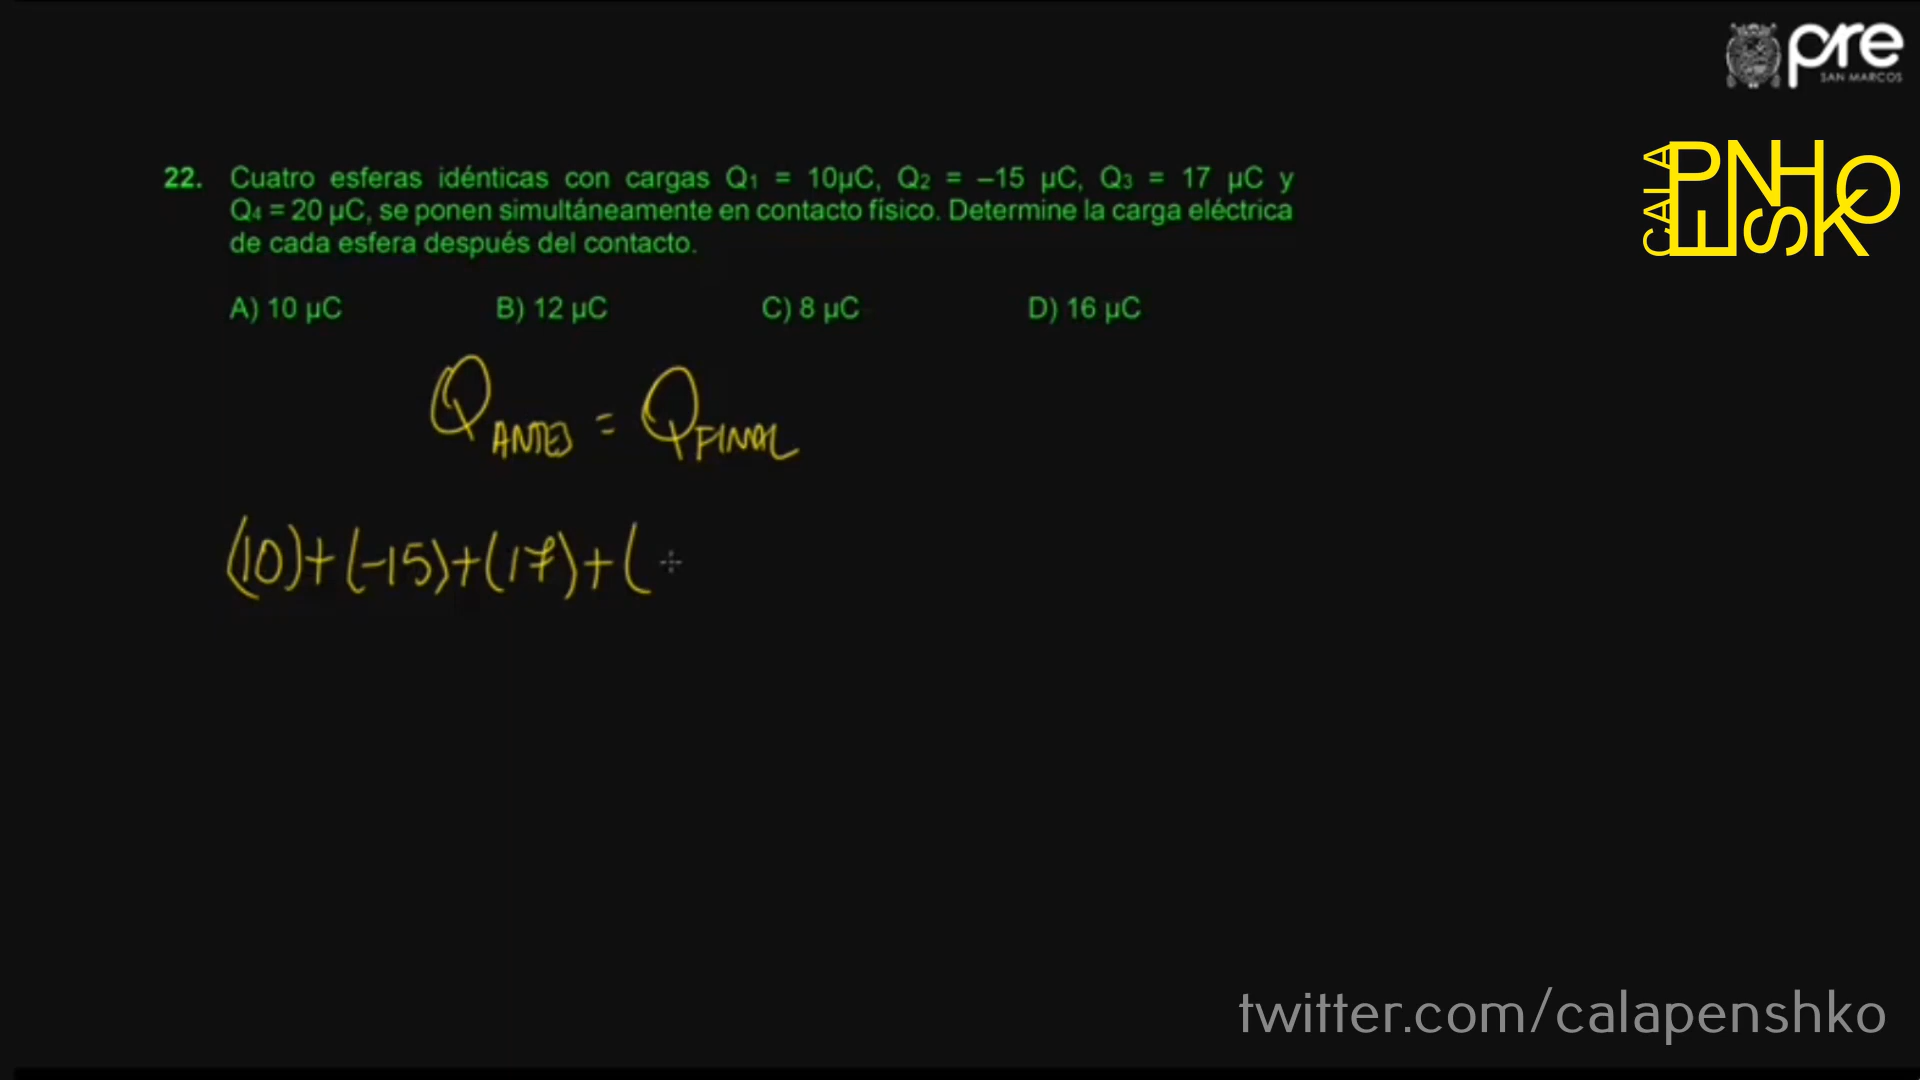 pre
SAN MARCOS
CALA
PENSHKO
22. Cuatro esferas idénticas con cargas Q1 = 10µC, Q2 = –15 µC, Q3 = 17 µC y
Q4 = 20 µC, se ponen simultáneamente en contacto físico. Determine la carga eléctrica
de cada esfera después del contacto.
A) 10 µC B) 12 µC C) 8 µC D) 16 µC
Q ANTES = Q FINAL
(10)+(-15)+(17)+(
twitter.com/calapenshko